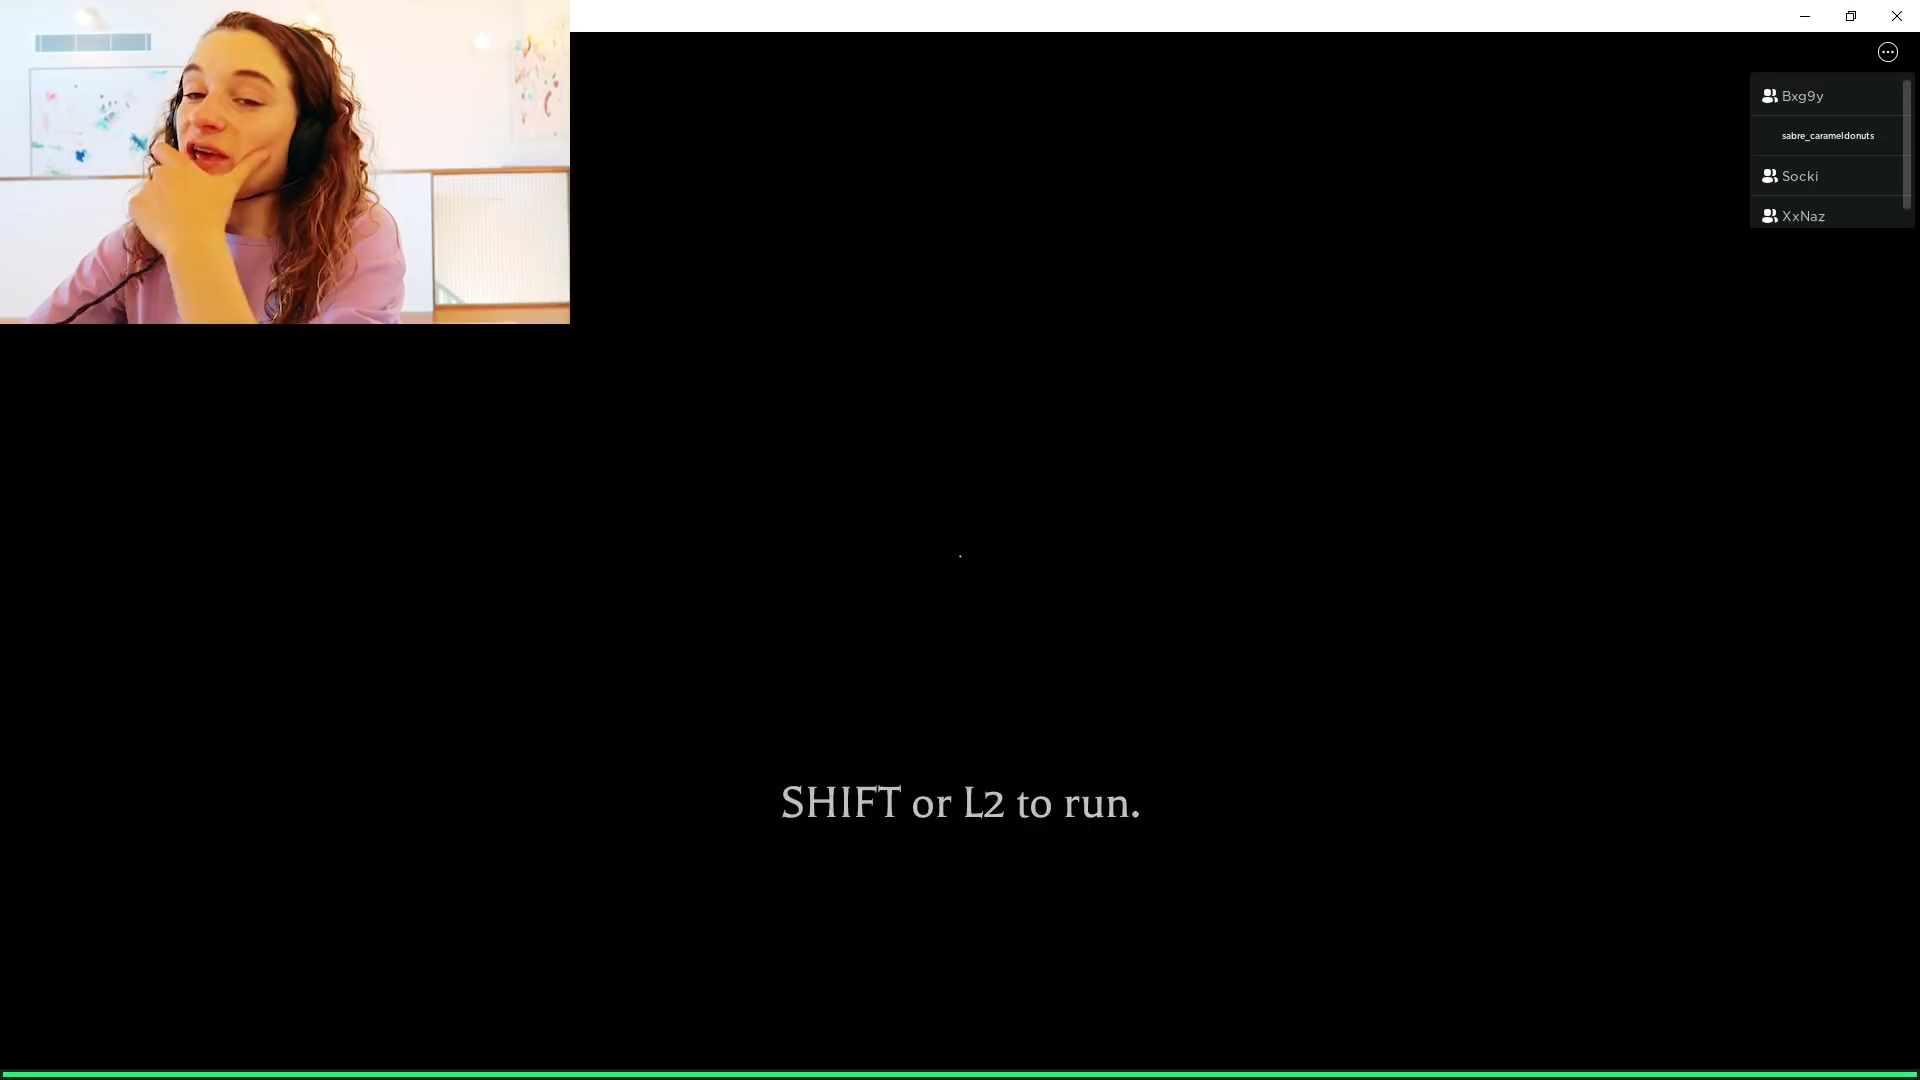 Bxg9y
sabre_carameldonuts
Socki
XxNaz
SHIFT or L2 to run.